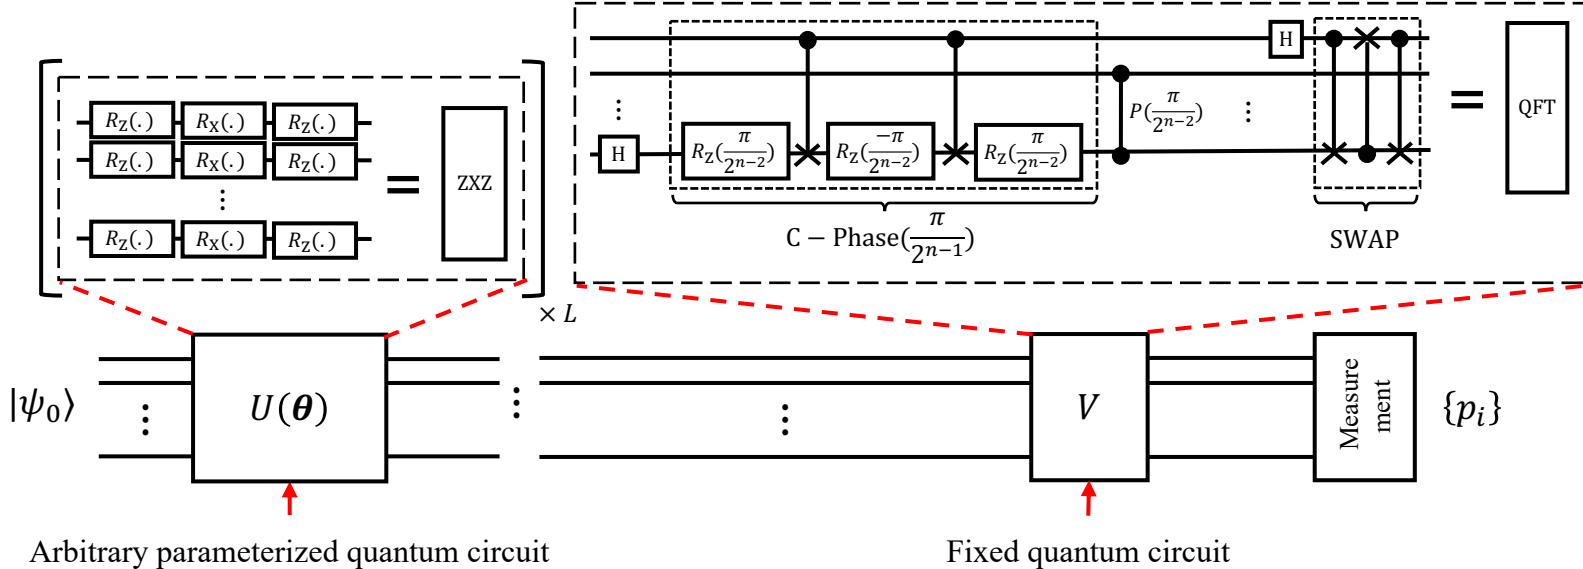 R_Z(.) R_X(.) R_Z(.)
R_Z(.) R_X(.) R_Z(.)
⋮
R_Z(.) R_X(.) R_Z(.)
= ZXZ
× L
H
⋮
H R_Z(π/2^{n−2}) R_Z(−π/2^{n−2}) R_Z(π/2^{n−2})
P(π/2^{n−2}) ⋮
C − Phase(π/2^{n−1})
SWAP
= QFT
|ψ_0⟩
⋮
U(θ)
⋮
⋮
V
⋮
Measure
ment
{p_i}
Arbitrary parameterized quantum circuit
Fixed quantum circuit